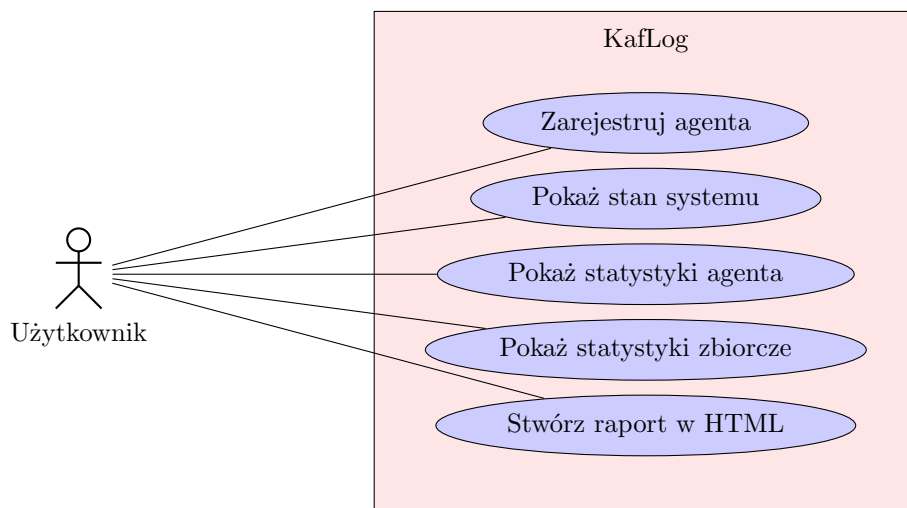 KafLog
Zarejestruj agenta
Pokaż stan systemu
Pokaż statystyki agenta
Użytkownik
Pokaż statystyki zbiorcze
Stwórz raport w HTML